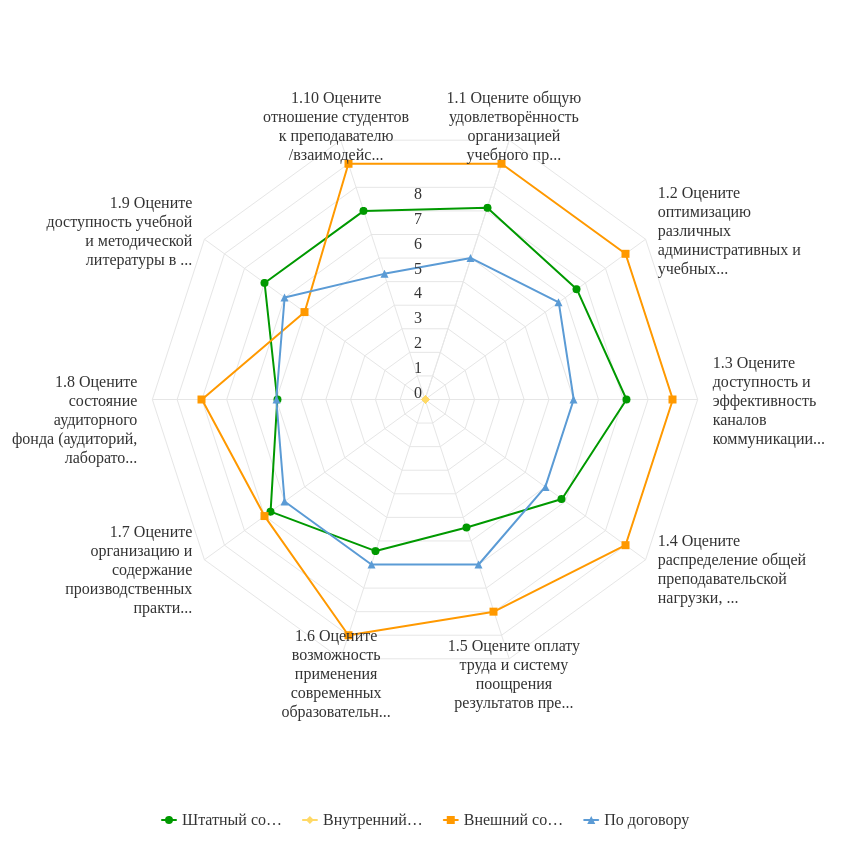 1.10 Оцените
отношение студентов
к преподавателю
/взаимодейс...
1.1 Оцените общую
удовлетворённость
организацией
учебного пр...
1.2 Оцените
оптимизацию
различных
административных и
учебных...
1.3 Оцените
доступность и
эффективность
каналов
коммуникации...
1.4 Оцените
распределение общей
преподавательской
нагрузки, ...
1.5 Оцените оплату
труда и систему
поощрения
результатов пре...
1.6 Оцените
возможность
применения
современных
образовательн...
1.7 Оцените
организацию и
содержание
производственных
практи...
1.8 Оцените
состояние
аудиторного
фонда (аудиторий,
лаборато...
1.9 Оцените
доступность учебной
и методической
литературы в ...
8
7
6
5
4
3
2
1
0
Штатный со…
Внутренний…
Внешний со…
По договору